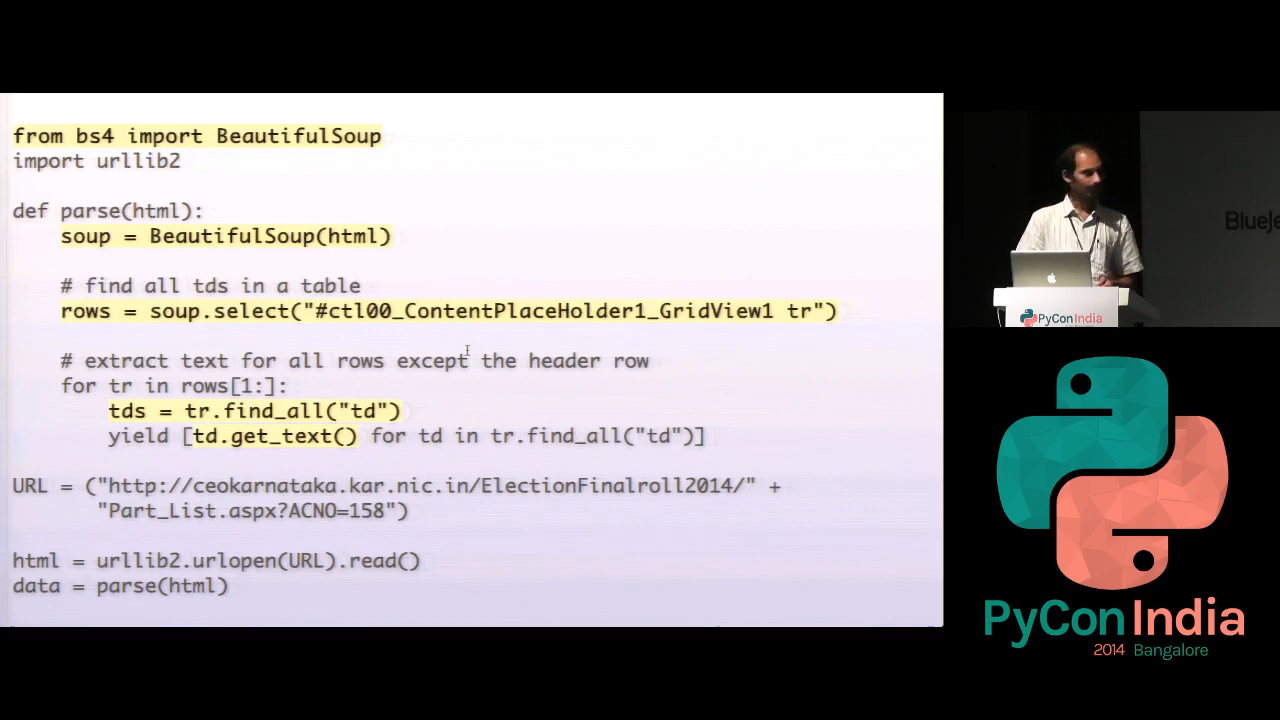 from bs4 import BeautifulSoup
import urllib2
def parse(html):
soup = BeautifulSoup(html)
# find all tds in a table
rows = soup.select("#ctl00_ContentPlaceHolder1_GridView1 tr")
# extract text for all rows except the header row
for tr in rows[1:]:
tds = tr.find_all("td")
yield [td.get_text() for td in tr.find_all("td")]
URL = ("http://ceokarnataka.kar.nic.in/ElectionFinalroll2014/" +
"Part_List.aspx?ACNO=158")
html = urllib2.urlopen(URL).read()
data = parse(html)
BlueJe
PyConIndia
PyCon India
2014 Bangalore